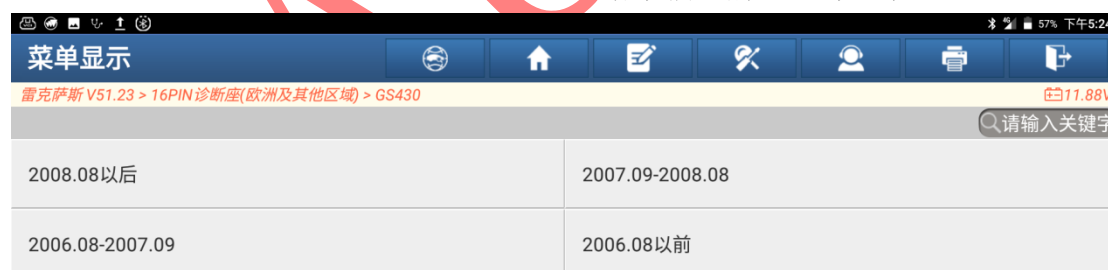 57% 下午5:24
菜单显示
雷克萨斯 V51.23 > 16PIN诊断座(欧洲及其他区域) > GS430 11.88V
请输入关键字
2008.08以后 2007.09-2008.08
2006.08-2007.09 2006.08以前